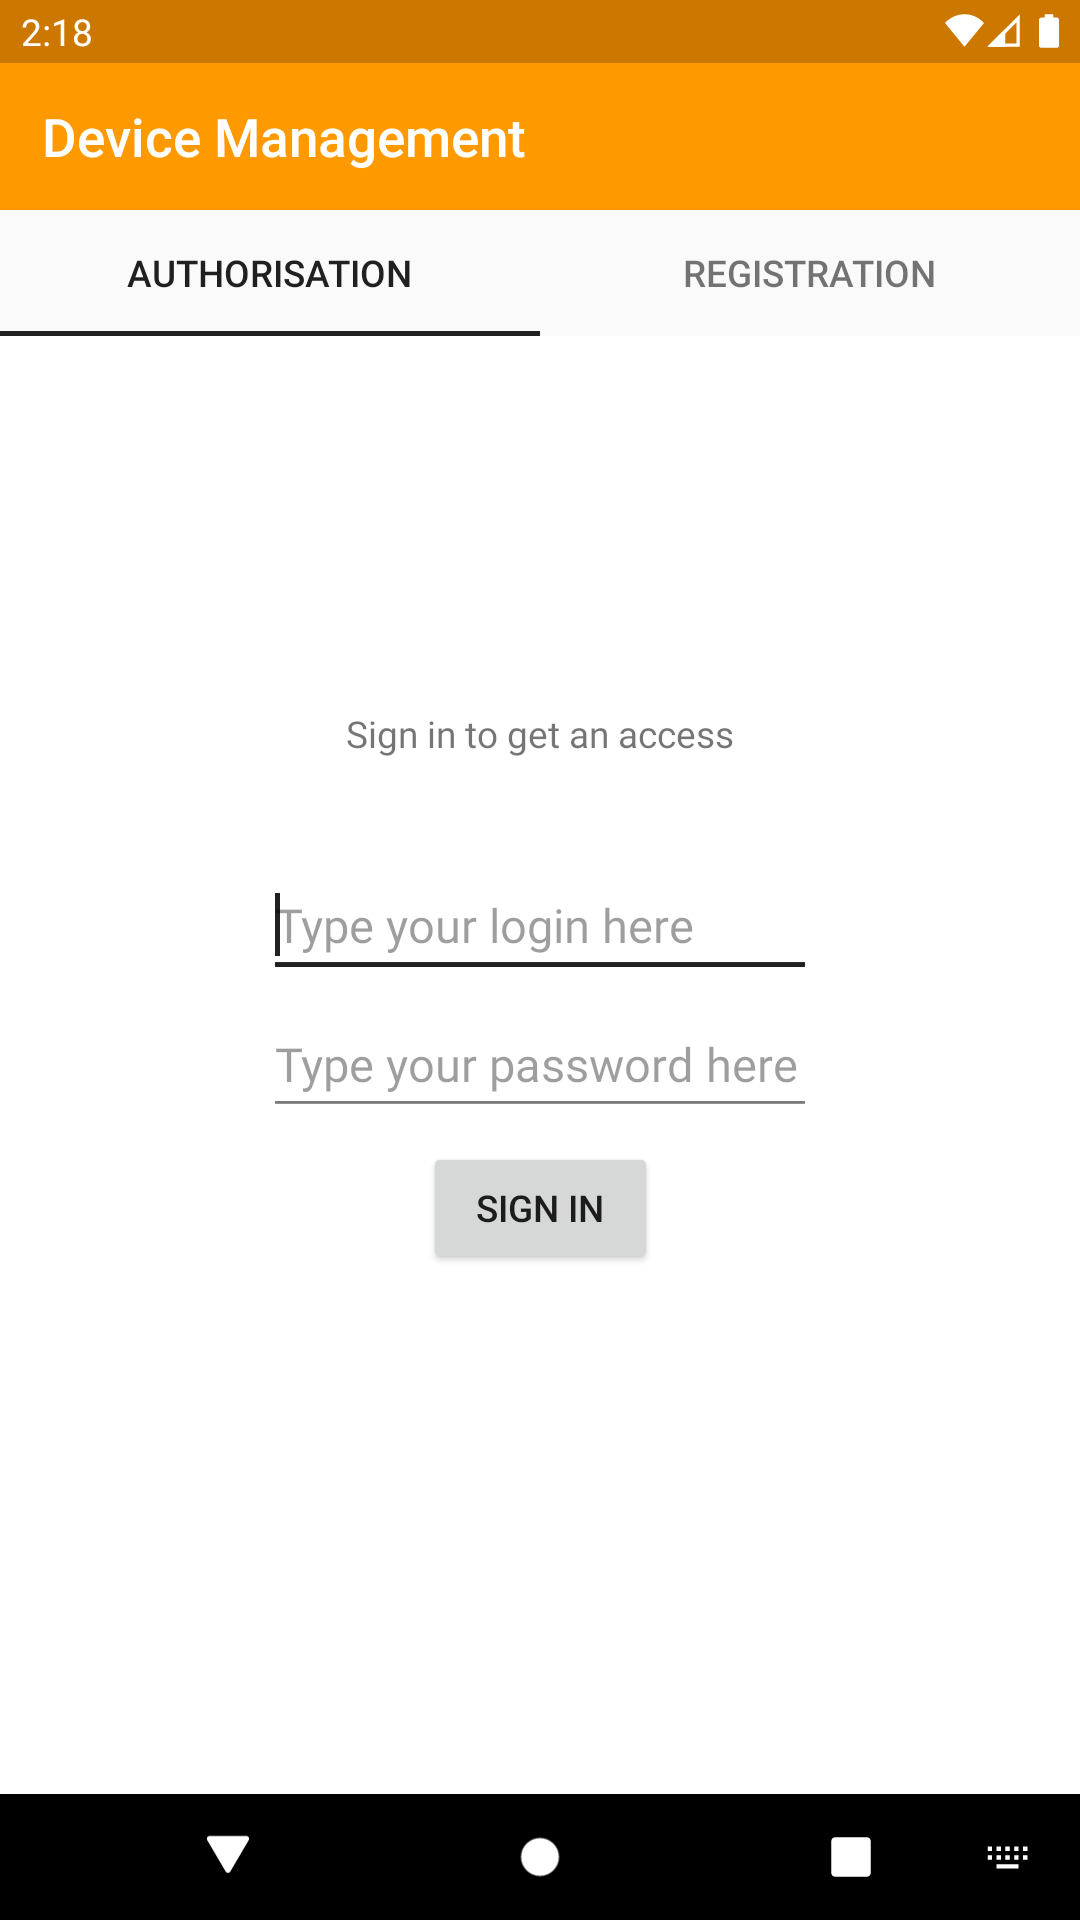 2:18
Device Management
AUTHORISATION
REGISTRATION
Sign in to get an access
Type your login here
Type your password here
SIGN IN